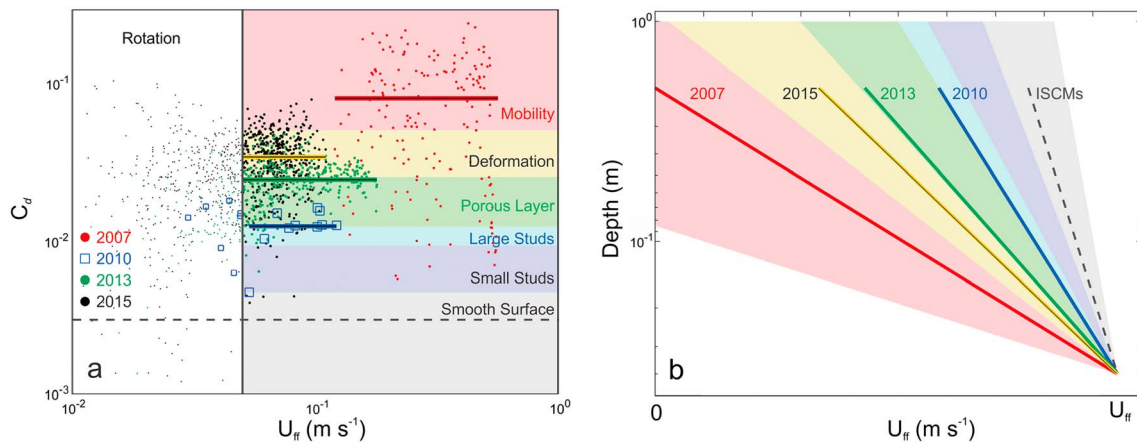 Rotation
Mobility
Deformation
Porous Layer
Large Studs
Small Studs
Smooth Surface
2007
2010
2013
2015
a
C_d
10^-1
10^-2
10^-3
10^-2
10^-1
10^0
U_ff (m s^-1)
10^0
10^-1
Depth (m)
2007
2015
2013
2010
ISCMs
b
0
U_ff
U_ff (m s^-1)